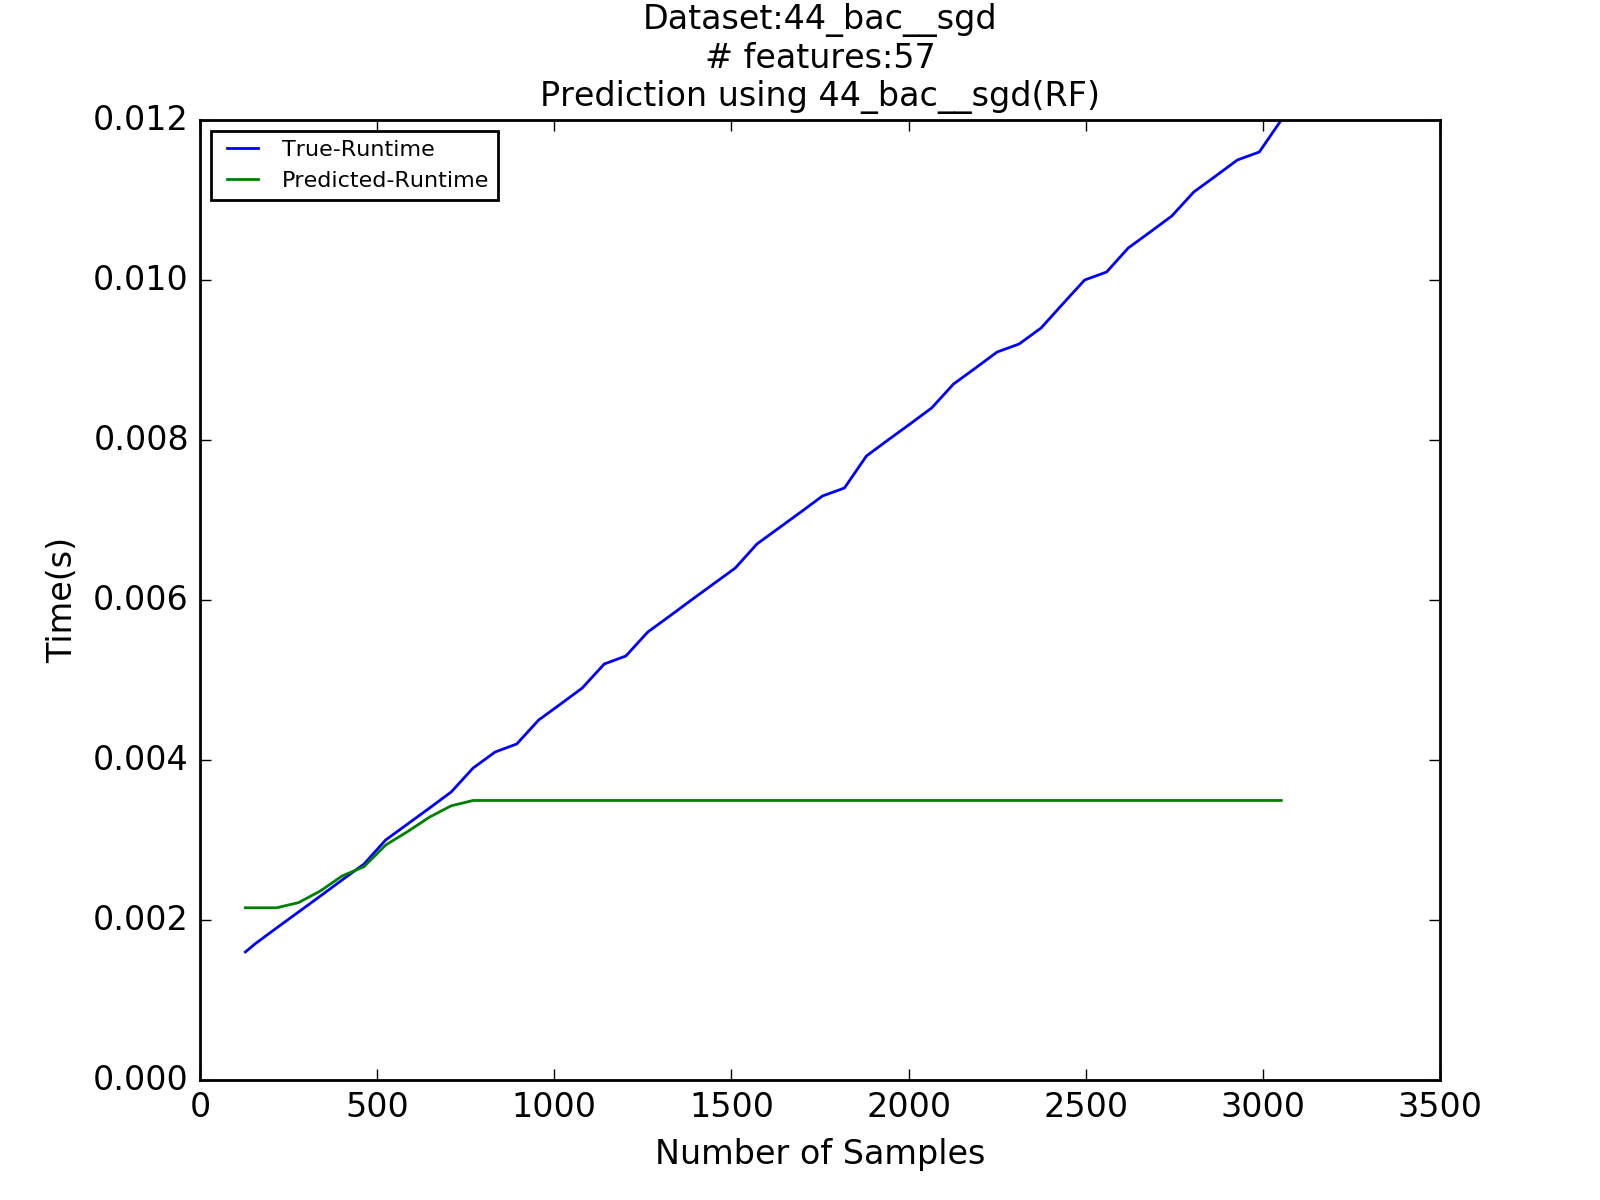 Dataset:44_bac__sgd
# features:57
Prediction using 44_bac__sgd(RF)
True-Runtime
Predicted-Runtime
0.012
0.010
0.008
0.006
0.004
0.002
0.000
Time(s)
0 500 1000 1500 2000 2500 3000 3500
Number of Samples